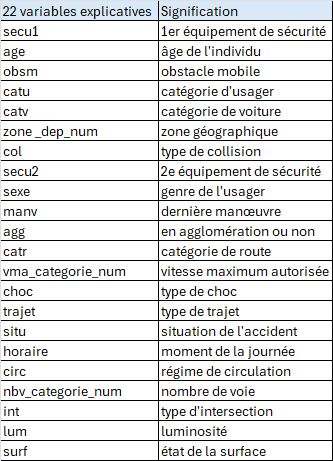 22 variables explicatives Signification
secu1 1er équipement de sécurité
age âge de l'individu
obsm obstacle mobile
catu catégorie d'usager
catv catégorie de voiture
zone _dep_num zone géographique
col type de collision
secu2 2e équipement de sécurité
sexe genre de l'usager
manv dernière manœuvre
agg en agglomération ou non
catr catégorie de route
vma_categorie_num vitesse maximum autorisée
choc type de choc
trajet type de trajet
situ situation de l'accident
horaire moment de la journée
circ régime de circulation
nbv_categorie_num nombre de voie
int type d'intersection
lum luminosité
surf état de la surface